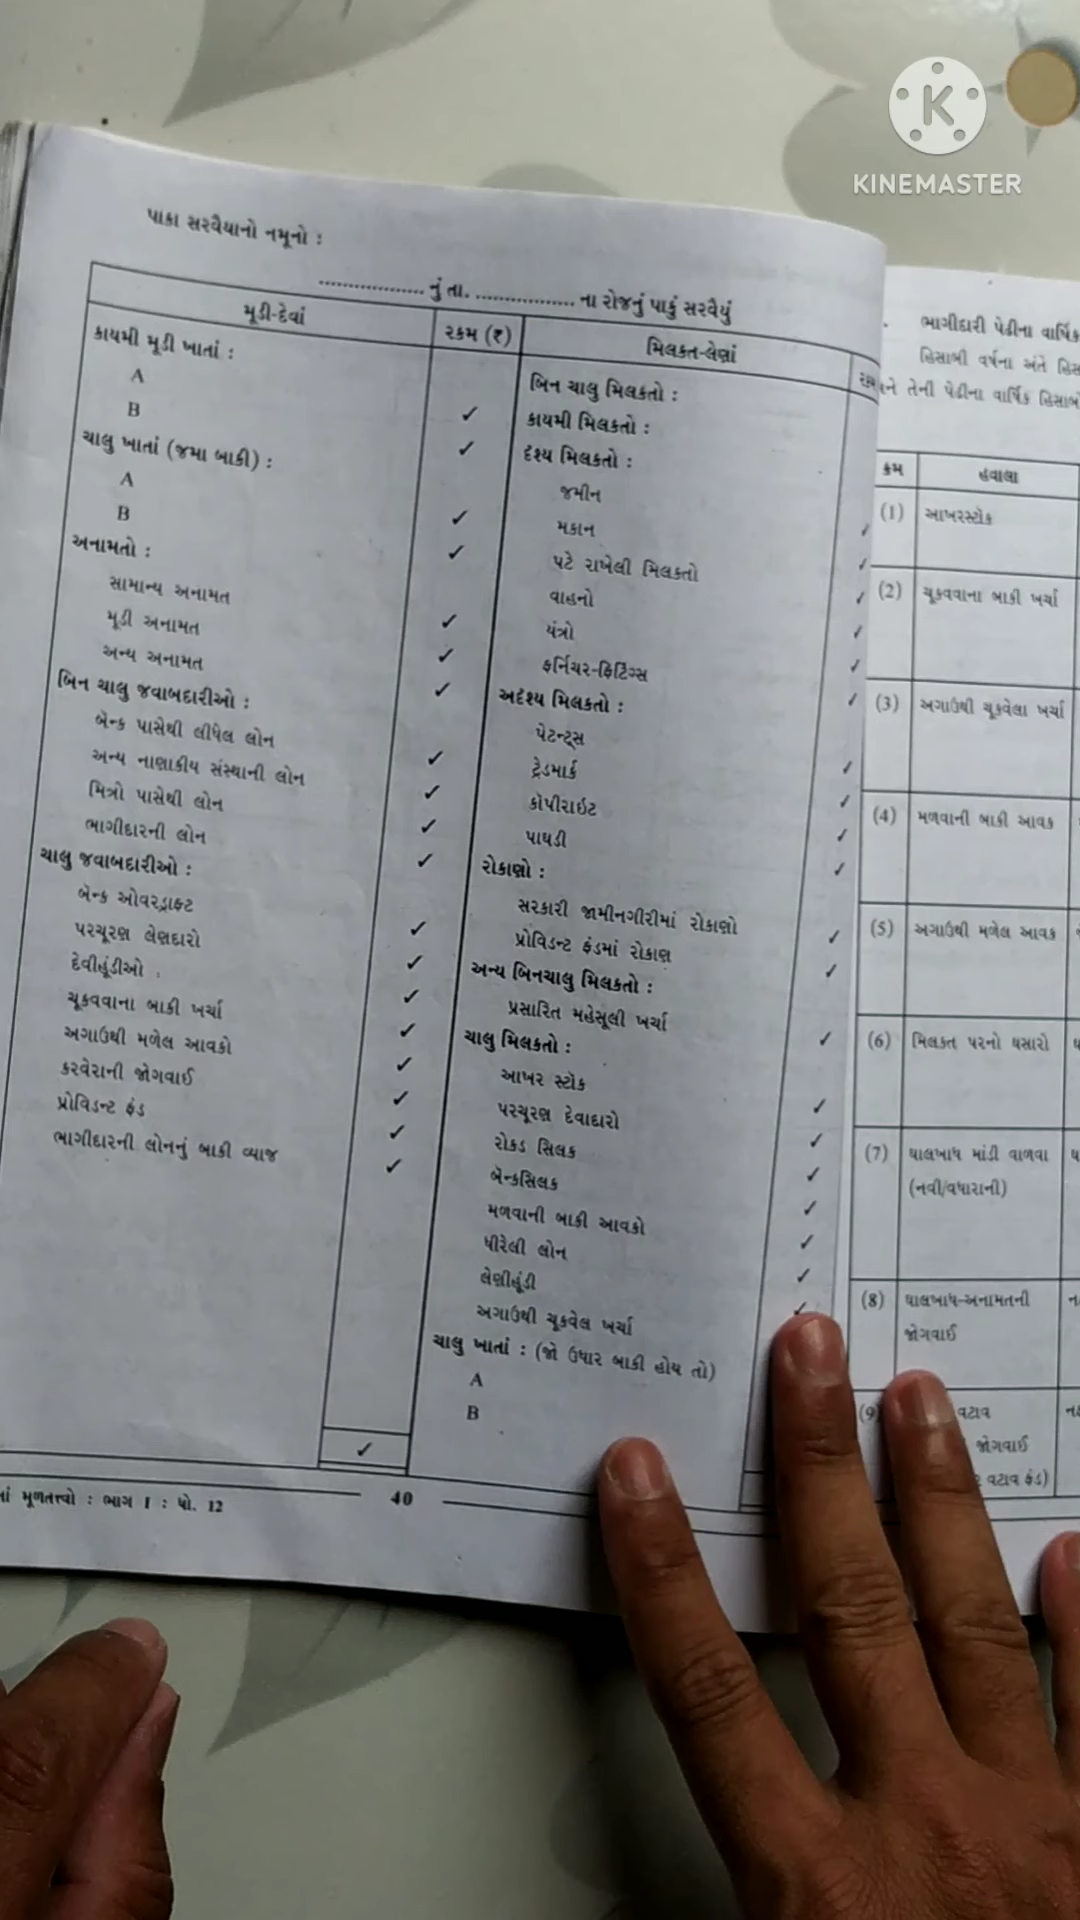 KINEMASTER
પાકા સરવૈયાનો નમૂનો :
.................. નું તા. ................. ના રોજનું પાકું સરવૈયું
મૂડી-દેવાં
રકમ (₹)
કાયમી મૂડી ખાતાં :
A
B
ચાલુ ખાતાં (જમા બાકી) :
A
B
અનામતો :
સામાન્ય અનામત
મૂડી અનામત
અન્ય અનામત
બિન ચાલુ જવાબદારીઓ :
બૅન્ક પાસેથી લીધેલ લોન
અન્ય નાણાકીય સંસ્થાની લોન
મિત્રો પાસેથી લોન
ભાગીદારની લોન
ચાલુ જવાબદારીઓ :
બૅન્ક ઓવરડ્રાફ્ટ
પરચૂરણ લેણદારો
દેવીહૂંડીઓ
ચૂકવવાના બાકી ખર્ચા
અગાઉથી મળેલ આવકો
કરવેરાની જોગવાઈ
પ્રોવિડન્ટ ફંડ
ભાગીદારની લોનનું બાકી વ્યાજ
મિલકત-લેણાં
રકમ
બિન ચાલુ મિલકતો :
કાયમી મિલકતો :
દૃશ્ય મિલકતો :
જમીન
મકાન
પટે રાખેલી મિલકતો
વાહનો
યંત્રો
ફર્નિચર-ફિટિંગ્સ
અદૃશ્ય મિલકતો :
પેટન્ટ્સ
ટ્રેડમાર્ક
કૉપીરાઇટ
પાઘડી
રોકાણો :
સરકારી જામીનગીરીમાં રોકાણો
પ્રોવિડન્ટ ફંડમાં રોકાણ
અન્ય બિનચાલુ મિલકતો :
પ્રસારિત મહેસૂલી ખર્ચા
ચાલુ મિલકતો :
આખર સ્ટૉક
પરચૂરણ દેવાદારો
રોકડ સિલક
બૅન્કસિલક
મળવાની બાકી આવકો
ધીરેલી લોન
લેણીહૂંડી
અગાઉથી ચૂકવેલ ખર્ચા
ચાલુ ખાતાં : (જો ઉધાર બાકી હોય તો)
A
B
મૂળતત્ત્વો : ભાગ I : ધો. 12
40
ભાગીદારી પેઢીના વાર્ષિક
હિસાબી વર્ષના અંતે
તેની પેઢીના વાર્ષિક હિસાબો
ક્રમ હવાલા
(1) આખરસ્ટૉક
(2) ચૂકવવાના બાકી ખર્ચા
(3) અગાઉથી ચૂકવેલા ખર્ચા
(4) મળવાની બાકી આવક
(5) અગાઉથી મળેલ આવક
(6) મિલકત પરનો ઘસારો
(7) ઘાલખાધ માંડી વાળવા
(નવી/વધારાની)
(8) ઘાલખાધ-અનામતની
જોગવાઈ
(9) વટાવ
જોગવાઈ
વટાવ ફંડ)